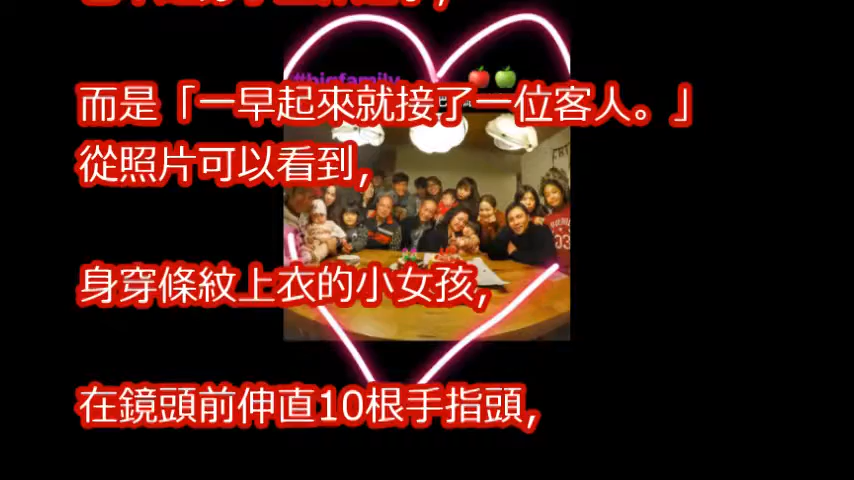 #bigfamily
而是「一早起來就接了一位客人。」
從照片可以看到，
身穿條紋上衣的小女孩，
在鏡頭前伸直10根手指頭，